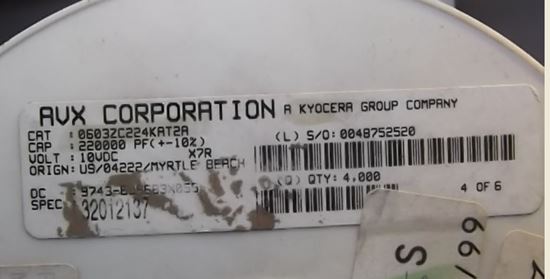 AVX CORPORATION A KYOCERA GROUP COMPANY
CAT : 0603ZC224KAT2A (L) S/O: 0048752520
CAP : 220000 PF(+-10%)
VOLT : 10VDC X7R
ORIGN: US/04222/MYRTLE BEACH
(Q) QTY: 4,000
DC : 4 OF 6
SPEC: 32012137
S
/99